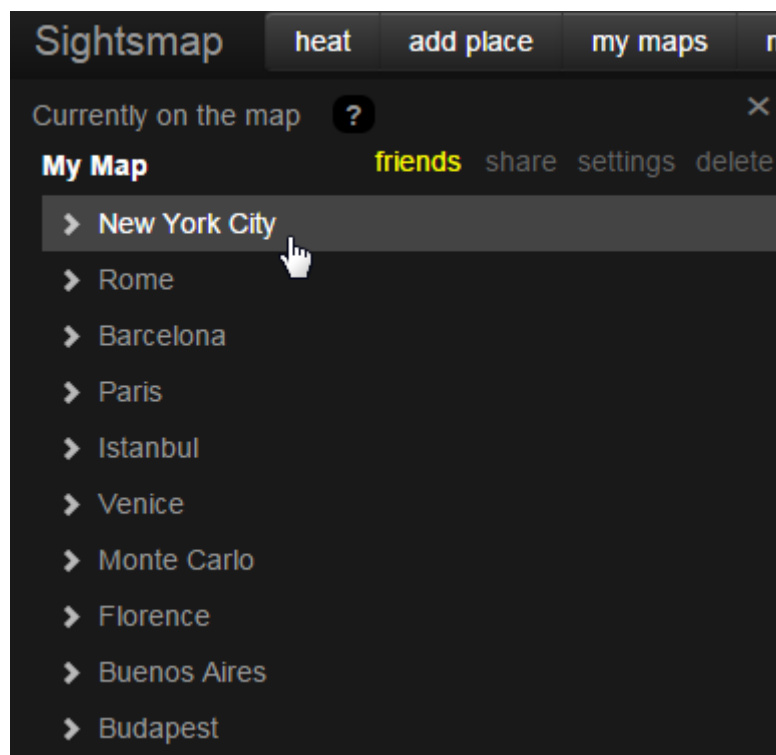 Sightsmap heat add place my maps
Currently on the map ? ×
My Map friends share settings delete
New York City
Rome
Barcelona
Paris
Istanbul
Venice
Monte Carlo
Florence
Buenos Aires
Budapest